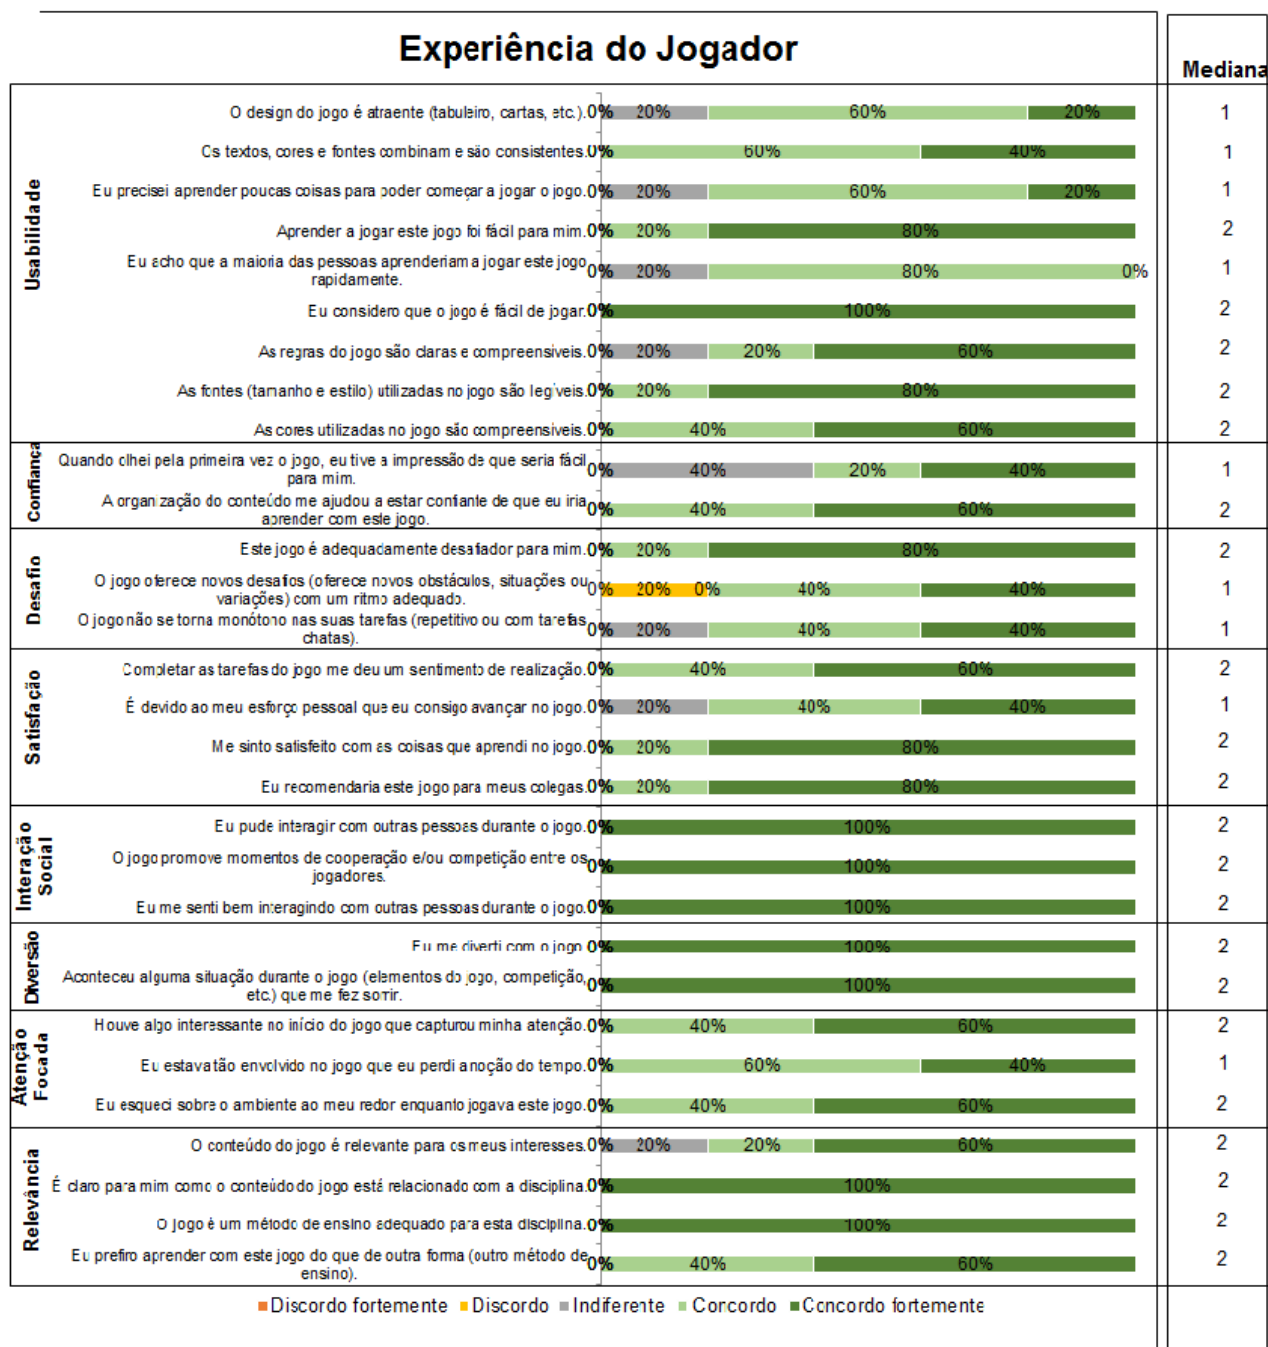 Experiência do Jogador
Mediana
Usabilidade
O design do jogo é atraente (tabuleiro, cartas, etc.). 0% 20% 60% 20% 1
Os textos, cores e fontes combinam e são consistentes. 0% 60% 40% 1
Eu precisei aprender poucas coisas para poder começar a jogar o jogo. 0% 20% 60% 20% 1
Aprender a jogar este jogo foi fácil para mim. 0% 20% 80% 2
Eu acho que a maioria das pessoas aprenderiam a jogar este jogo
rapidamente. 0% 20% 80% 0% 1
Eu considero que o jogo é fácil de jogar. 0% 100% 2
As regras do jogo são claras e compreensíveis. 0% 20% 20% 60% 2
As fontes (tamanho e estilo) utilizadas no jogo são legíveis. 0% 20% 80% 2
As cores utilizadas no jogo são compreensíveis. 0% 40% 60% 2
Confiança
Quando olhei pela primeira vez o jogo, eu tive a impressão de que seria fácil
para mim. 0% 40% 20% 40% 1
A organização do conteúdo me ajudou a estar confiante de que eu iria
aprender com este jogo. 0% 40% 60% 2
Desafio
Este jogo é adequadamente desafiador para mim. 0% 20% 80% 2
O jogo oferece novos desafios (oferece novos obstáculos, situações ou
variações) com um ritmo adequado. 0% 20% 0% 40% 40% 1
O jogo não se torna monótono nas suas tarefas (repetitivo ou com tarefas
chatas). 0% 20% 40% 40% 1
Satisfação
Completar as tarefas do jogo me deu um sentimento de realização. 0% 40% 60% 2
É devido ao meu esforço pessoal que eu consigo avançar no jogo. 0% 20% 40% 40% 1
Me sinto satisfeito com as coisas que aprendi no jogo. 0% 20% 80% 2
Eu recomendaria este jogo para meus colegas. 0% 20% 80% 2
Interação
Social
Eu pude interagir com outras pessoas durante o jogo. 0% 100% 2
O jogo promove momentos de cooperação e/ou competição entre os
jogadores. 0% 100% 2
Eu me senti bem interagindo com outras pessoas durante o jogo. 0% 100% 2
Diversão
Eu me diverti com o jogo 0% 100% 2
Aconteceu alguma situação durante o jogo (elementos do jogo, competição,
etc.) que me fez sorrir. 0% 100% 2
Atenção
Focada
Houve algo interessante no início do jogo que capturou minha atenção. 0% 40% 60% 2
Eu estava tão envolvido no jogo que eu perdi a noção do tempo. 0% 60% 40% 1
Eu esqueci sobre o ambiente ao meu redor enquanto jogava este jogo. 0% 40% 60% 2
Relevância
O conteúdo do jogo é relevante para os meus interesses. 0% 20% 20% 60% 2
É claro para mim como o conteúdo do jogo está relacionado com a disciplina. 0% 100% 2
O jogo é um método de ensino adequado para esta disciplina. 0% 100% 2
Eu prefiro aprender com este jogo do que de outra forma (outro método de
ensino). 0% 40% 60% 2
Discordo fortemente Discordo Indiferente Concordo Concordo fortemente